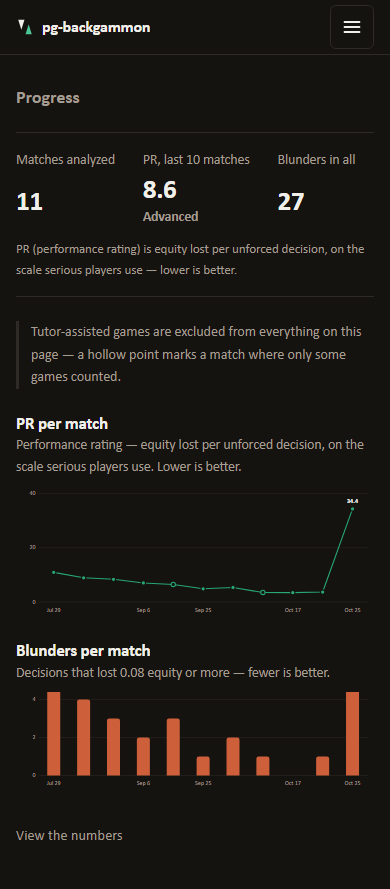 pg-backgammon
Progress
Matches analyzed
11
PR, last 10 matches
8.6
Advanced
Blunders in all
27
PR (performance rating) is equity lost per unforced decision, on the
scale serious players use — lower is better.
Tutor-assisted games are excluded from everything on this
page — a hollow point marks a match where only some
games counted.
PR per match
Performance rating — equity lost per unforced decision, on the
scale serious players use. Lower is better.
40
34.4
20
0
Jul 29 Sep 6 Sep 25 Oct 17 Oct 25
Blunders per match
Decisions that lost 0.08 equity or more — fewer is better.
4
2
0
Jul 29 Sep 6 Sep 25 Oct 17 Oct 25
View the numbers